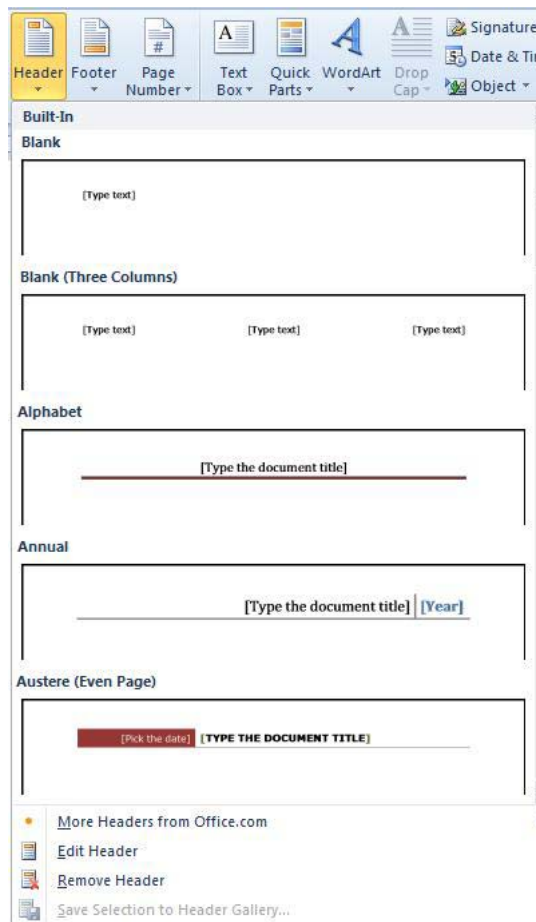 Header Footer Page Number Text Box Quick Parts WordArt Drop Cap
Signature
Date & Ti
Object
Built-In
Blank
[Type text]
Blank (Three Columns)
[Type text] [Type text] [Type text]
Alphabet
[Type the document title]
Annual
[Type the document title] [Year]
Austere (Even Page)
[Pick the date] [TYPE THE DOCUMENT TITLE]
More Headers from Office.com
Edit Header
Remove Header
Save Selection to Header Gallery...